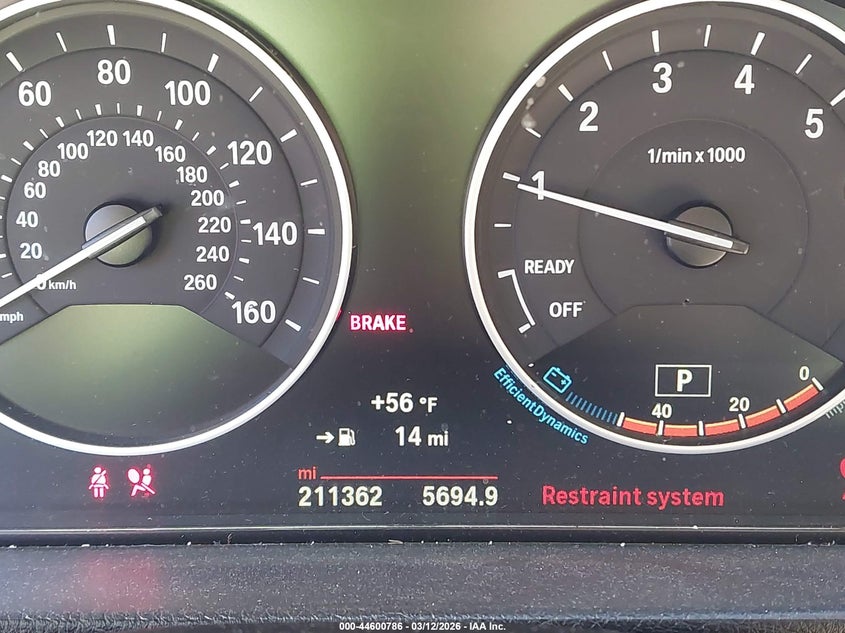 60
80
100
120
140
160
20
40
60
80
100
120
140
160
180
200
220
240
260
0 km/h
mph
BRAKE
+56 °F
14 mi
mi
211362 5694.9
1
2
3
4
5
1/min x 1000
READY
OFF
P
40
20
0
EfficientDynamics
Restraint system
000-44600786 - 03/12/2026 - IAA Inc.